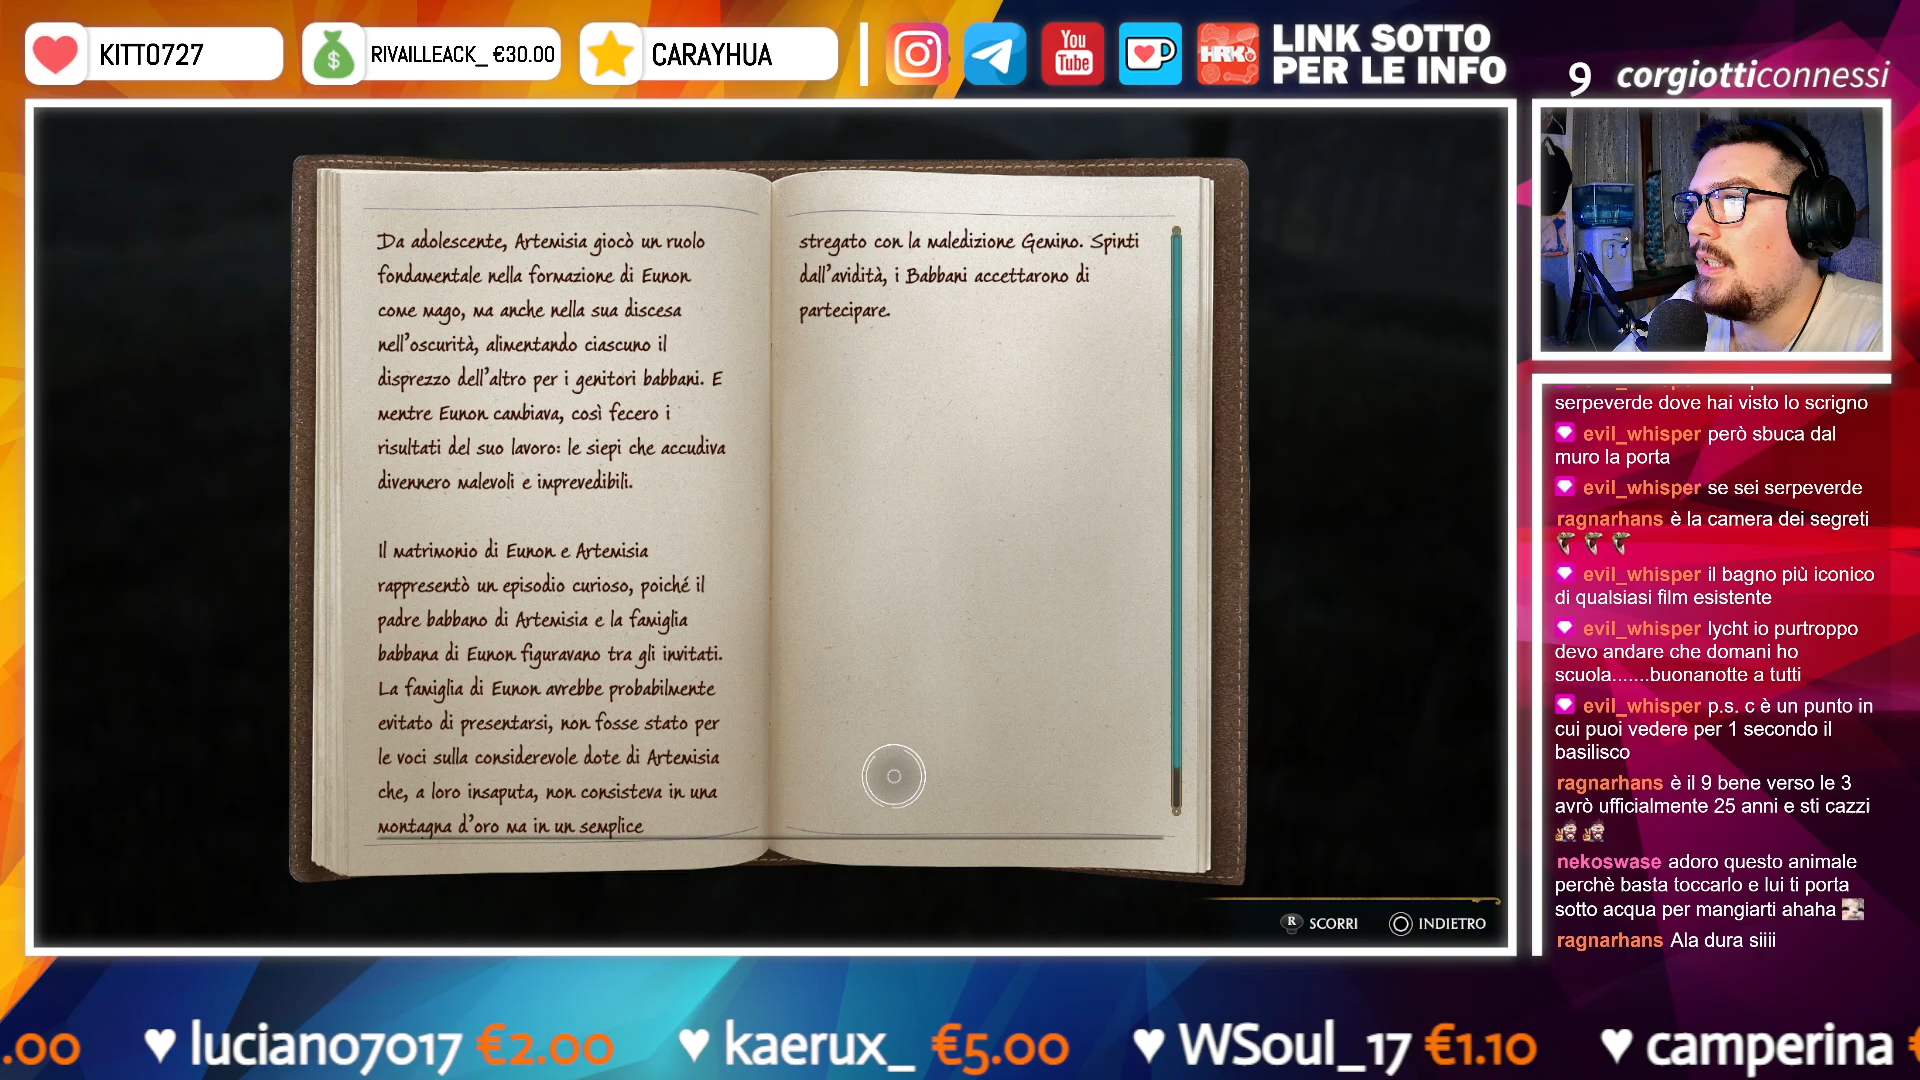 KITT0727
RIVAILLEACK_ €30.00
CARAYHUA
You
Tube
HRK
LINK SOTTO
PER LE INFO
9 corgiotticonnessi
Da adolescente, Artemisia giocò un ruolo
fondamentale nella formazione di Eunon
come mago, ma anche nella sua discesa
nell'oscurità, alimentando ciascuno il
disprezzo dell'altro per i genitori babbani. E
mentre Eunon cambiava, così fecero i
risultati del suo lavoro: le siepi che accudiva
divennero malevoli e imprevedibili.
Il matrimonio di Eunon e Artemisia
rappresentò un episodio curioso, poiché il
padre babbano di Artemisia e la famiglia
babbana di Eunon figuravano tra gli invitati.
La famiglia di Eunon avrebbe probabilmente
evitato di presentarsi, non fosse stato per
le voci sulla considerevole dote di Artemisia
che, a loro insaputa, non consisteva in una
montagna d'oro ma in un semplice
stregato con la maledizione Gemino. Spinti
dall'avidità, i Babbani accettarono di
partecipare.
R SCORRI INDIETRO
serpeverde dove hai visto lo scrigno
evil_whisper però sbuca dal
muro la porta
evil_whisper se sei serpeverde
ragnarhans è la camera dei segreti
evil_whisper il bagno più iconico
di qualsiasi film esistente
evil_whisper lycht io purtroppo
devo andare che domani ho
scuola.......buonanotte a tutti
evil_whisper p.s. c è un punto in
cui puoi vedere per 1 secondo il
basilisco
ragnarhans è il 9 bene verso le 3
avrò ufficialmente 25 anni e sti cazzi
nekoswase adoro questo animale
perchè basta toccarlo e lui ti porta
sotto acqua per mangiarti ahaha
ragnarhans Ala dura siiii
.00 luciano7017 €2.00 kaerux_ €5.00 WSoul_17 €1.10 camperina